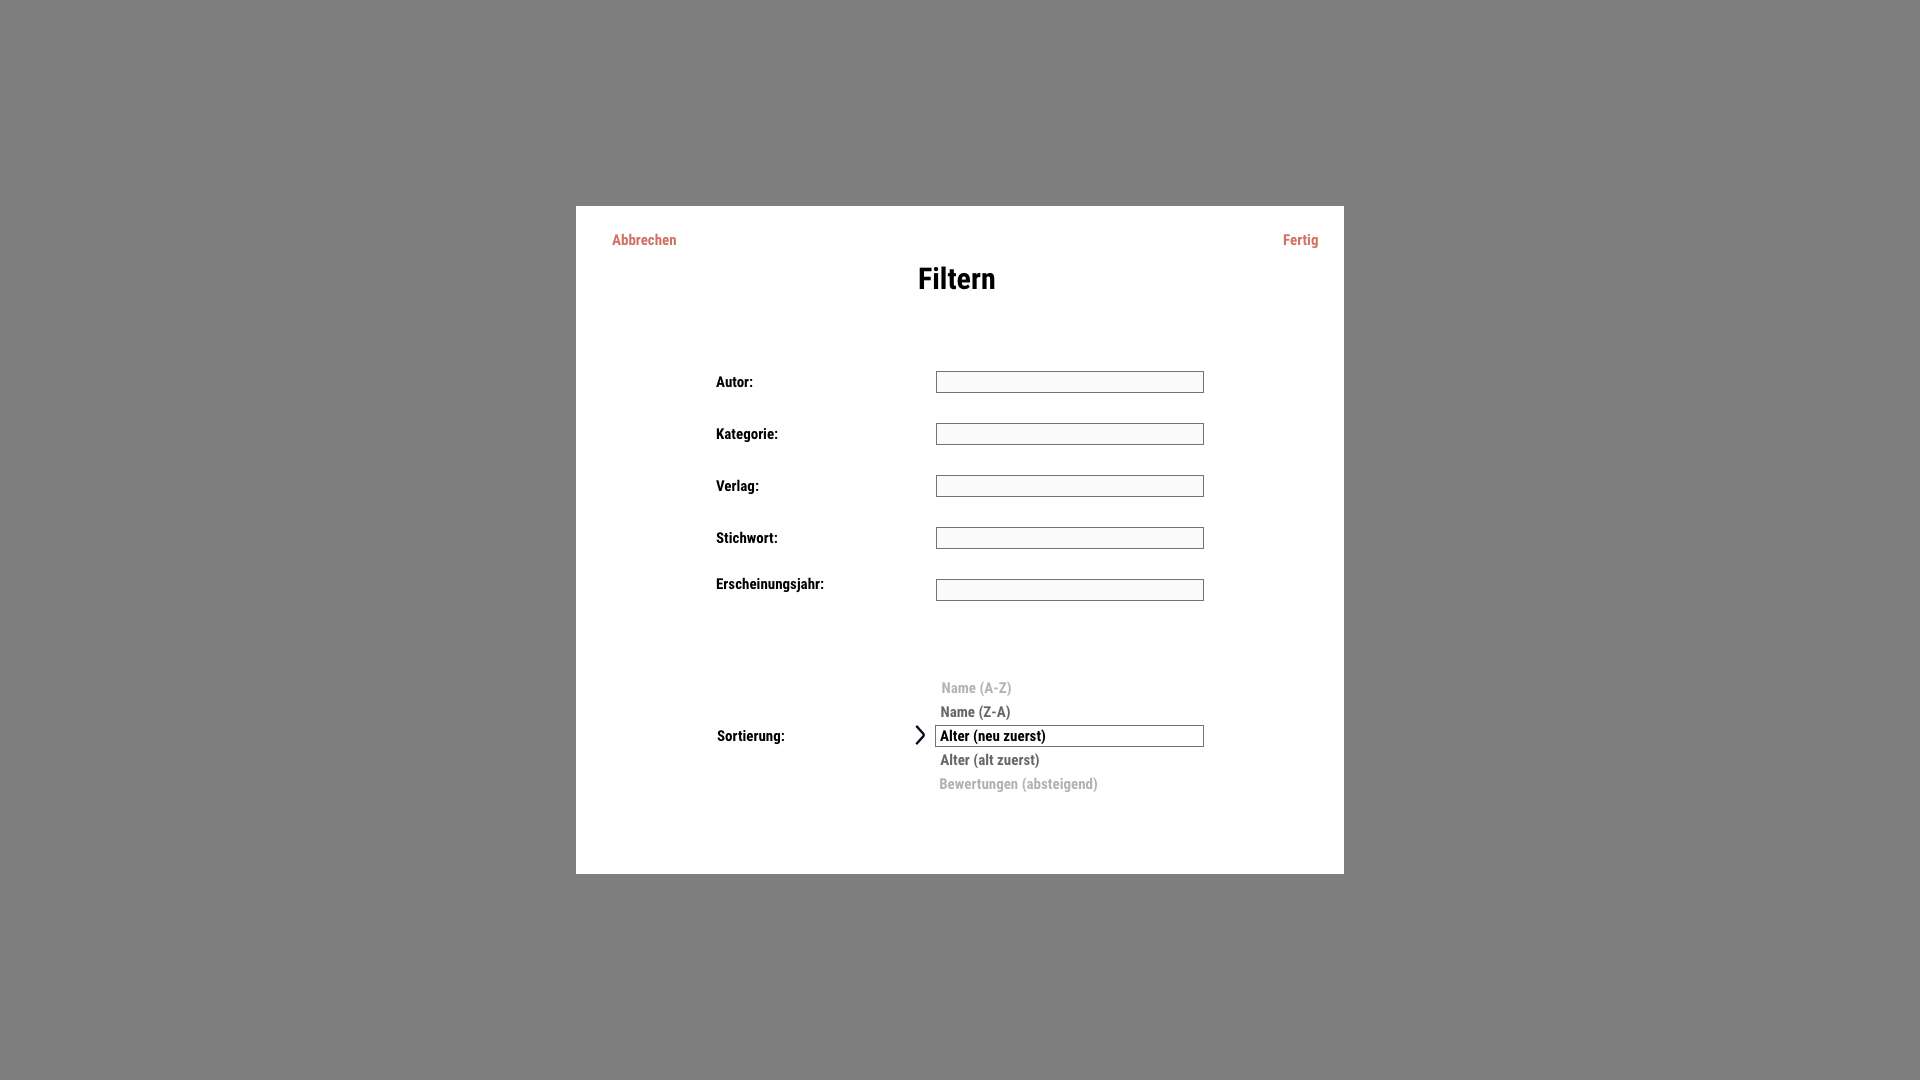 Abbrechen
Fertig
Filtern
Autor:
Kategorie:
Verlag:
Stichwort:
Erscheinungsjahr:
Sortierung:
Name (A-Z)
Name (Z-A)
Alter (neu zuerst)
Alter (alt zuerst)
Bewertungen (absteigend)